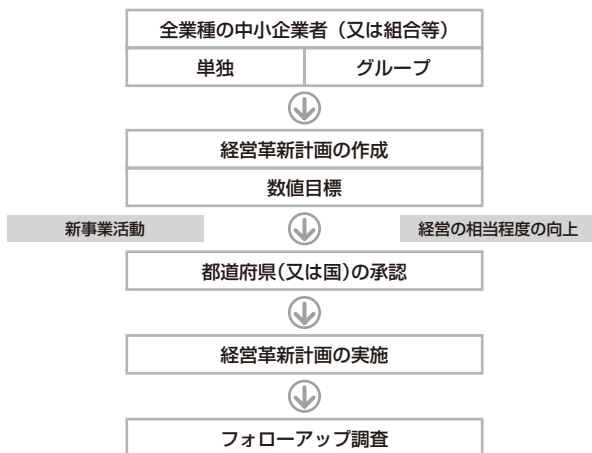 全業種の中小企業者（又は組合等）
単独
グループ
経営革新計画の作成
数値目標
新事業活動
経営の相当程度の向上
都道府県（又は国）の承認
経営革新計画の実施
フォローアップ調査